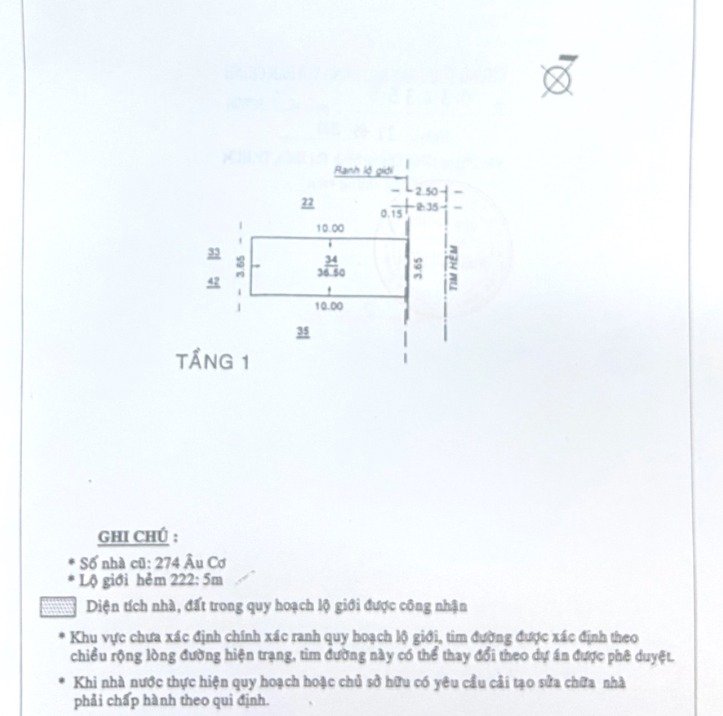 Ranh lộ giới
2.50
22
0.15
2.35
10.00
33
3.65
34
36.50
3.65
TIM HẺM
42
10.00
35
TẦNG 1
GHI CHÚ :
* Số nhà cũ: 274 Âu Cơ
* Lộ giới hẻm 222: 5m
Diện tích nhà, đất trong quy hoạch lộ giới được công nhận
* Khu vực chưa xác định chính xác ranh quy hoạch lộ giới, tim đường được xác định theo
chiều rộng lòng đường hiện trạng, tim đường này có thể thay đổi theo dự án được phê duyệt.
* Khi nhà nước thực hiện quy hoạch hoặc chủ sở hữu có yêu cầu cải tạo sửa chữa nhà
phải chấp hành theo qui định.